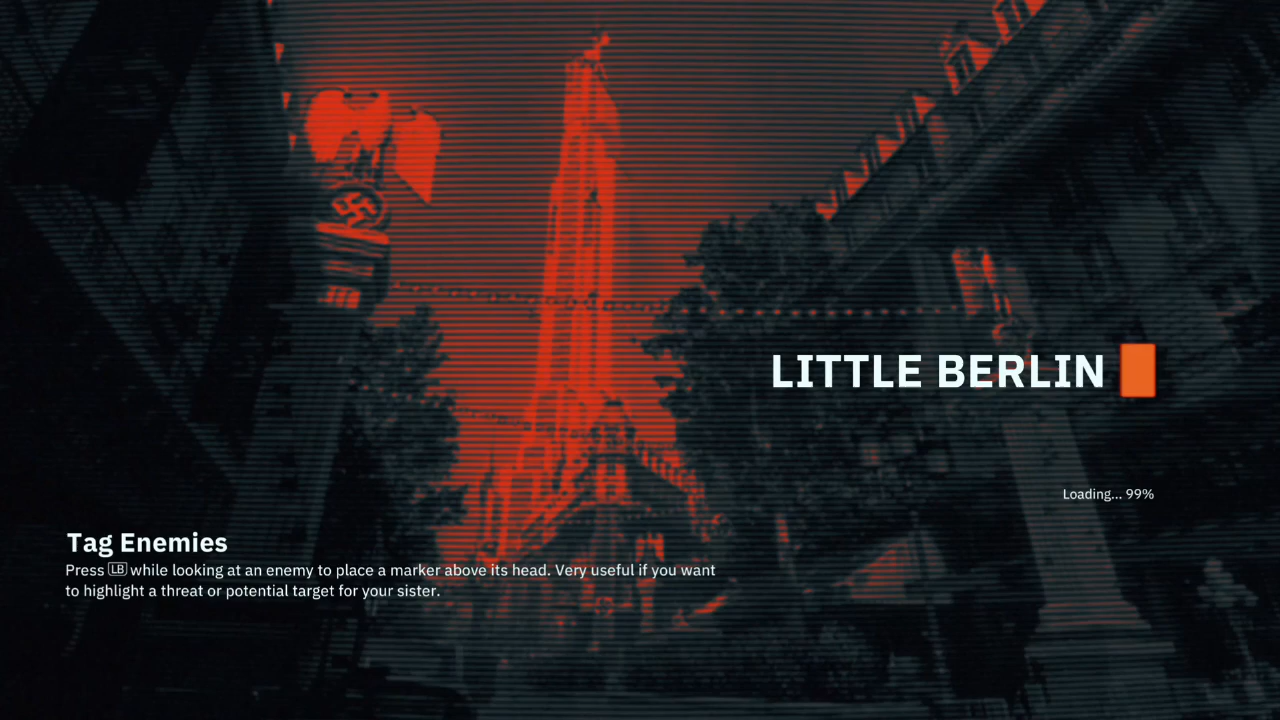 LITTLE BERLIN
Loading... 99%
Tag Enemies
Press LB while looking at an enemy to place a marker above its head. Very useful if you want
to highlight a threat or potential target for your sister.